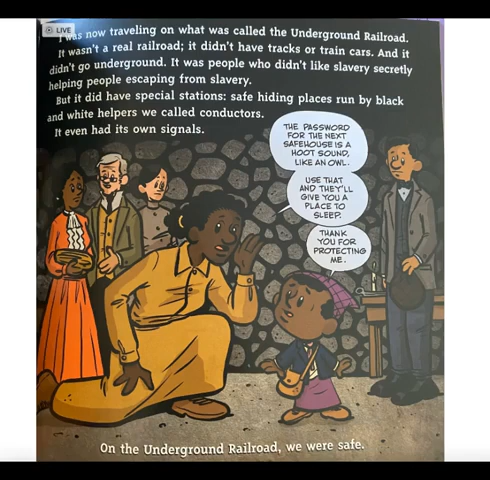 LIVE
I was now traveling on what was called the Underground Railroad.
It wasn't a real railroad; it didn't have tracks or train cars. And it
didn't go underground. It was people who didn't like slavery secretly
helping people escaping from slavery.
But it did have special stations: safe hiding places run by black
and white helpers we called conductors.
It even had its own signals.
THE PASSWORD
FOR THE NEXT
SAFEHOUSE IS A
HOOT SOUND,
LIKE AN OWL.
USE THAT
AND THEY'LL
GIVE YOU A
PLACE TO
SLEEP.
THANK
YOU FOR
PROTECTING
ME.
On the Underground Railroad, we were safe.